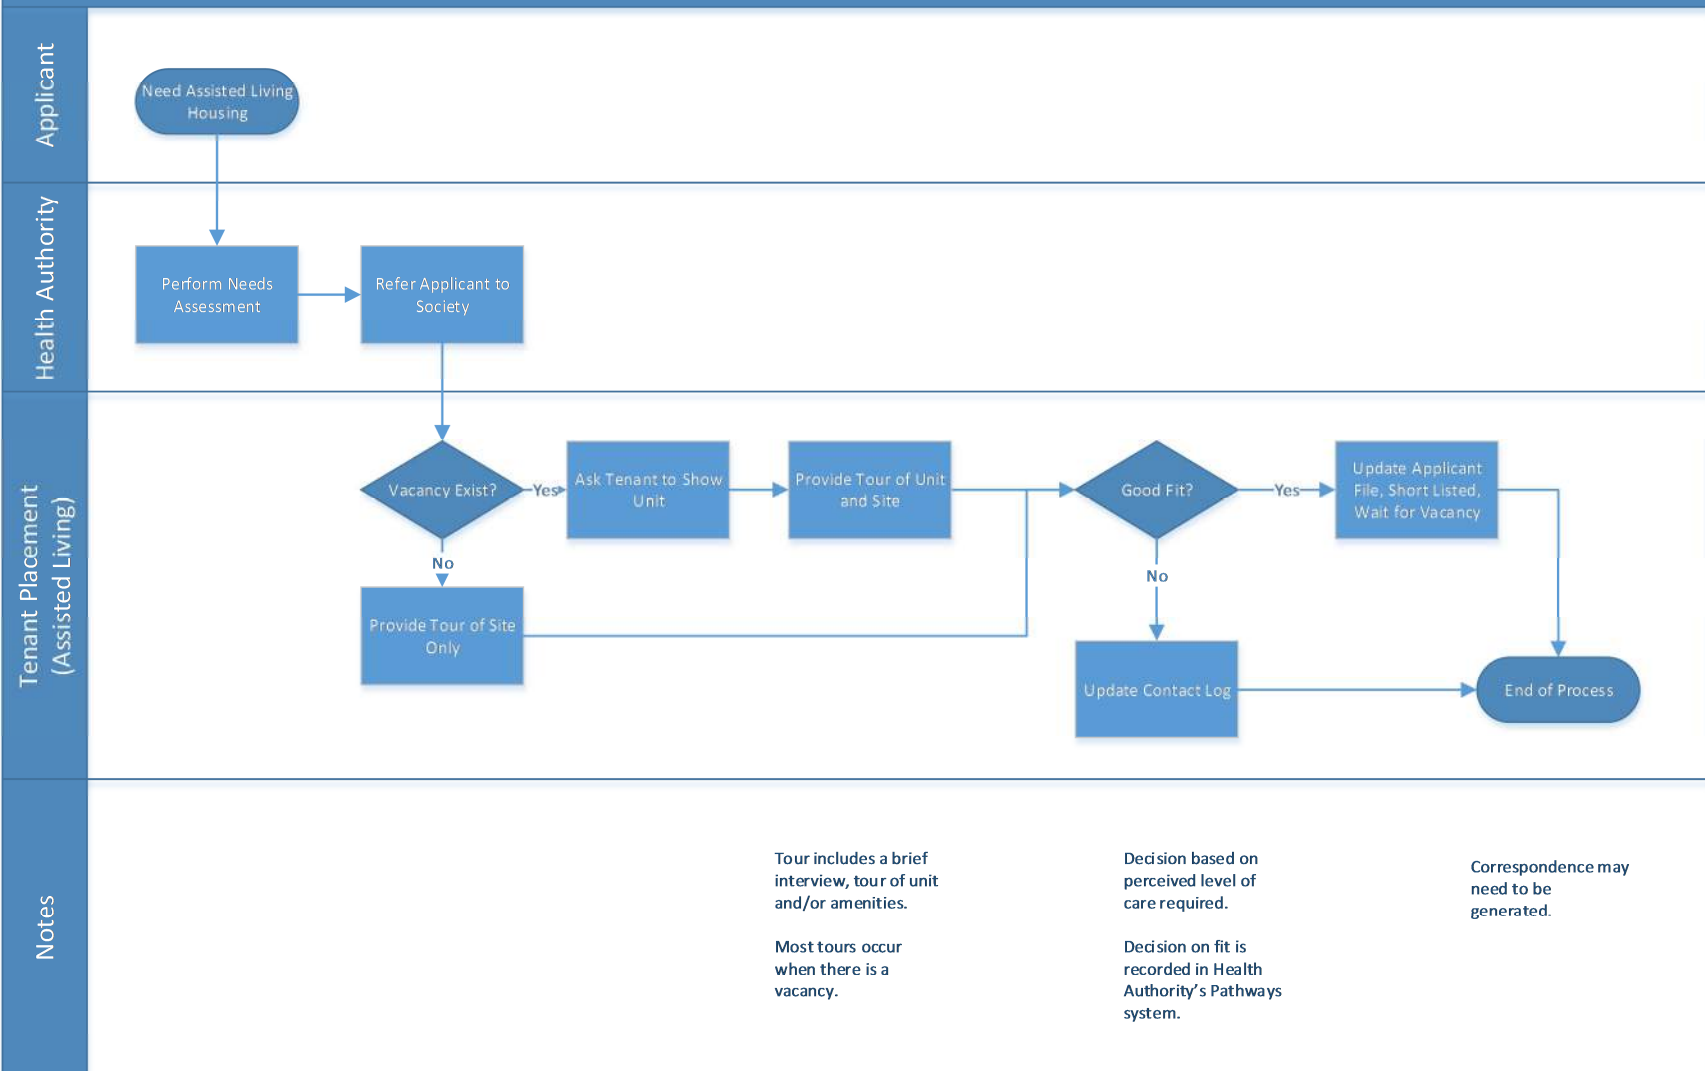 Applicant
Need Assisted Living
Housing
Health Authority
Perform Needs
Assessment
Refer Applicant to
Society
Tenant Placement
(Assisted Living)
Vacancy Exist?
Yes
Ask Tenant to Show
Unit
Provide Tour of Unit
and Site
Good Fit?
Yes
Update Applicant
File, Short Listed,
Wait for Vacancy
No
Provide Tour of Site
Only
No
Update Contact Log
End of Process
Notes
Tour includes a brief
interview, tour of unit
and/or amenities.
Most tours occur
when there is a
vacancy.
Decision based on
perceived level of
care required.
Decision on fit is
recorded in Health
Authority’s Pathways
system.
Correspondence may
need to be
generated.